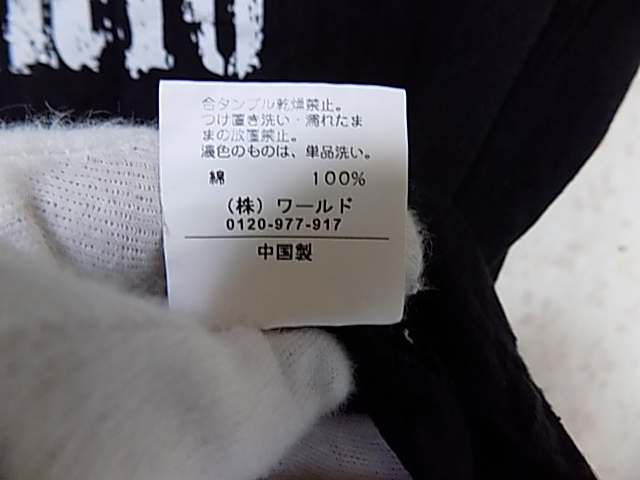 合タンブル乾燥禁止。
つけ置き洗い・濡れたま
まの放置禁止。
濃色のものは、単品洗い。
綿 100%
(株)ワールド
0120-977-917
中国製